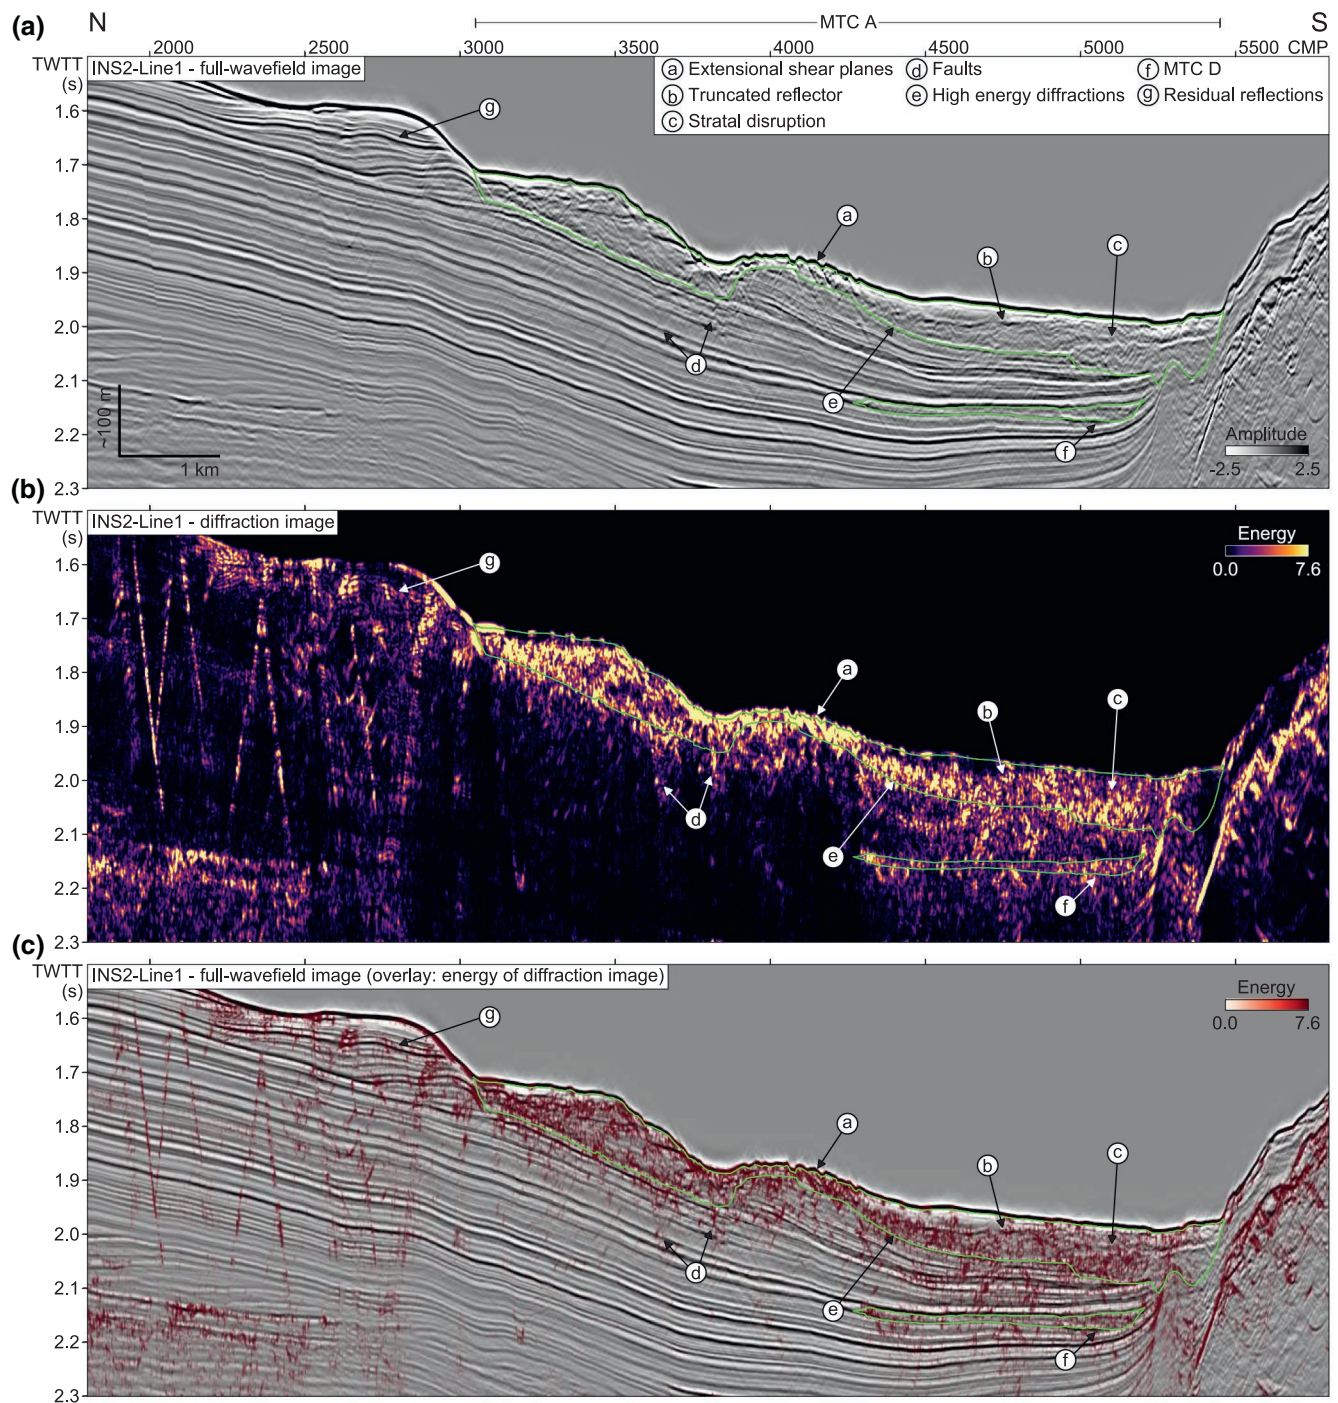 (a) N MTC A S
2000 2500 3000 3500 4000 4500 5000 5500 CMP
TWTT
(s)
INS2-Line1 - full-wavefield image
a Extensional shear planes d Faults f MTC D
b Truncated reflector e High energy diffractions g Residual reflections
c Stratal disruption
1.6
1.7
1.8
1.9
2.0
2.1
2.2
2.3
g
a
b
c
d
e
f
~100 m
1 km
Amplitude
-2.5 2.5
(b)
TWTT
(s)
INS2-Line1 - diffraction image
Energy
0.0 7.6
1.6
1.7
1.8
1.9
2.0
2.1
2.2
2.3
g
a
b
c
d
e
f
(c)
TWTT
(s)
INS2-Line1 - full-wavefield image (overlay: energy of diffraction image)
Energy
0.0 7.6
1.6
1.7
1.8
1.9
2.0
2.1
2.2
2.3
g
a
b
c
d
e
f